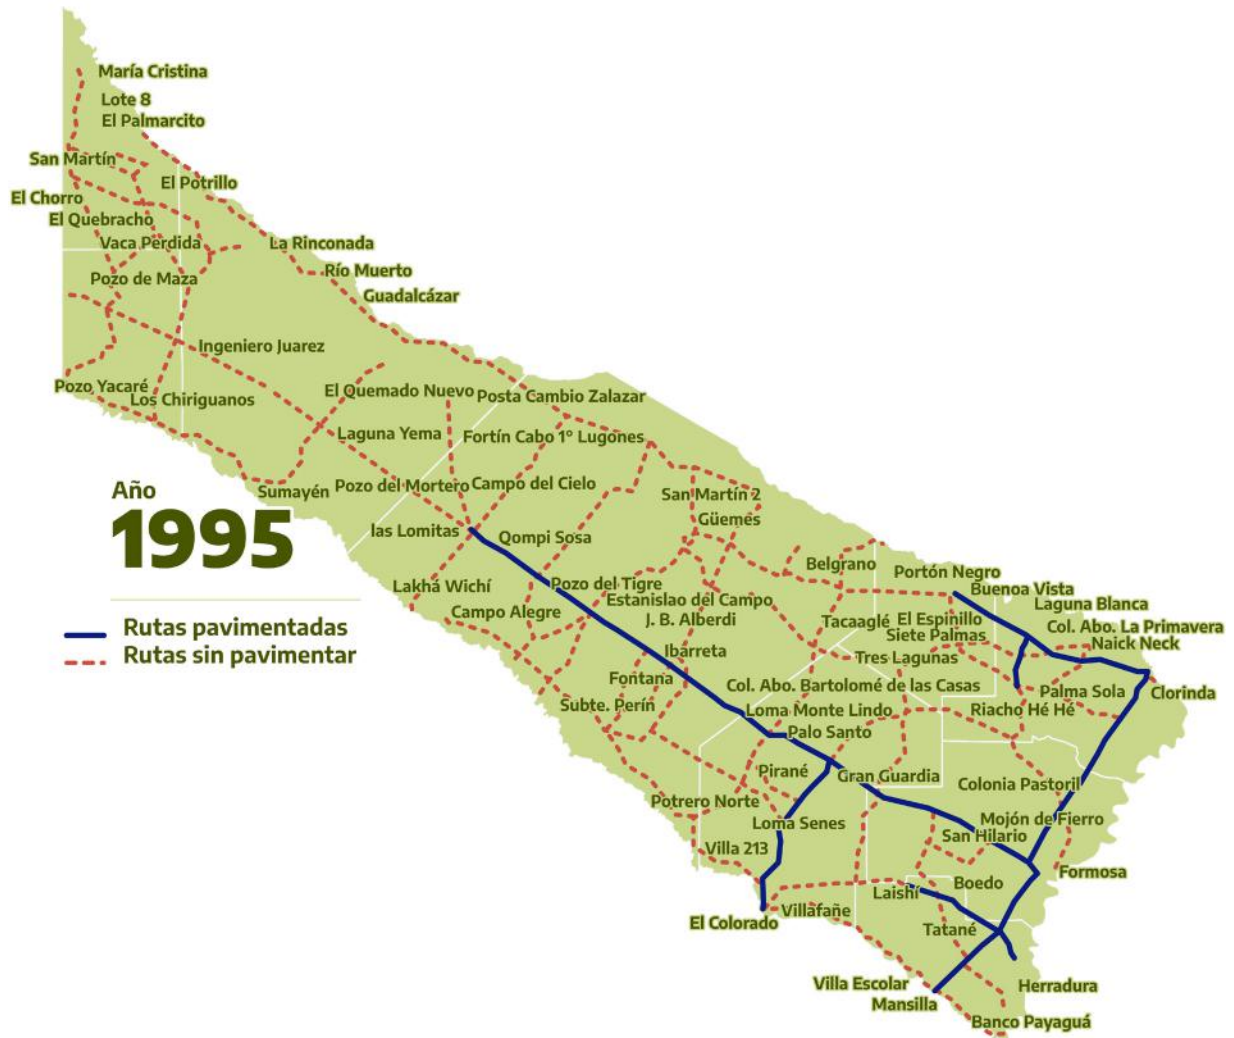 María Cristina
Lote 8
El Palmarcito
San Martín
El Potrillo
El Chorro
El Quebracho
Vaca Perdida
La Rinconada
Río Muerto
Pozo de Maza
Guadalcázar
Ingeniero Juarez
Pozo Yacaré
Los Chiriguanos
El Quemado Nuevo
Posta Cambio Zalazar
Laguna Yema
Fortín Cabo 1º Lugones
Sumayén
Pozo del Mortero
Campo del Cielo
San Martín 2
Güemes
las Lomitas
Qompi Sosa
Belgrano
Portón Negro
Lakhá Wichí
Pozo del Tigre
Buenoa Vista
Campo Alegre
Estanislao del Campo
Laguna Blanca
J. B. Alberdi
Tacaaglé
El Espinillo
Col. Abo. La Primavera
Siete Palmas
Naick Neck
Ibarreta
Tres Lagunas
Fontana
Col. Abo. Bartolomé de las Casas
Palma Sola
Clorinda
Subte. Perín
Loma Monte Lindo
Riacho Hé Hé
Palo Santo
Pirané
Gran Guardia
Colonia Pastoril
Potrero Norte
Loma Senes
Mojón de Fierro
San Hilario
Villa 213
Formosa
Boedo
Laishí
El Colorado
Villafañe
Tatané
Villa Escolar
Herradura
Mansilla
Banco Payaguá
Año
1995
Rutas pavimentadas
Rutas sin pavimentar